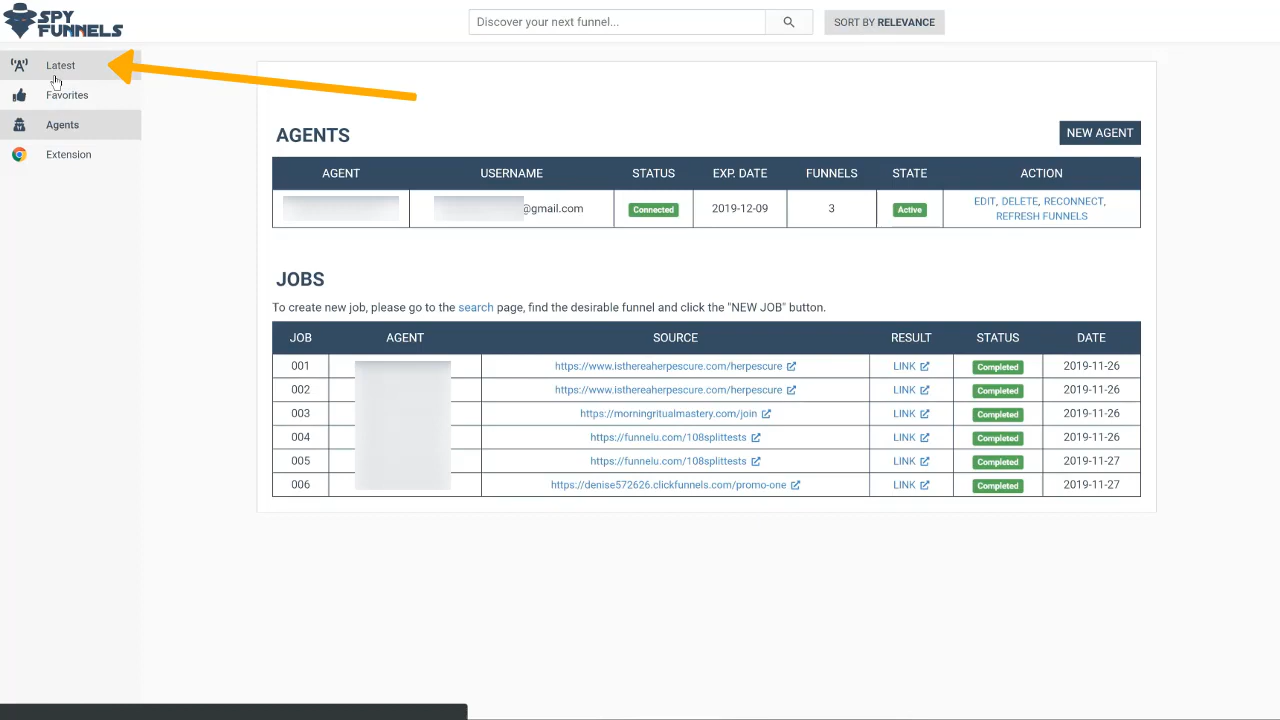 SPY
FUNNELS
Discover your next funnel...
SORT BY RELEVANCE
Latest
Favorites
Agents
Extension
AGENTS
NEW AGENT
AGENT USERNAME STATUS EXP. DATE FUNNELS STATE ACTION
@gmail.com Connected 2019-12-09 3 Active EDIT, DELETE, RECONNECT,
REFRESH FUNNELS
JOBS
To create new job, please go to the search page, find the desirable funnel and click the "NEW JOB" button.
JOB AGENT SOURCE RESULT STATUS DATE
001 https://www.isthereaherpescure.com/herpescure LINK Completed 2019-11-26
002 https://www.isthereaherpescure.com/herpescure LINK Completed 2019-11-26
003 https://morningritualmastery.com/join LINK Completed 2019-11-26
004 https://funnelu.com/108splittests LINK Completed 2019-11-26
005 https://funnelu.com/108splittests LINK Completed 2019-11-27
006 https://denise572626.clickfunnels.com/promo-one LINK Completed 2019-11-27